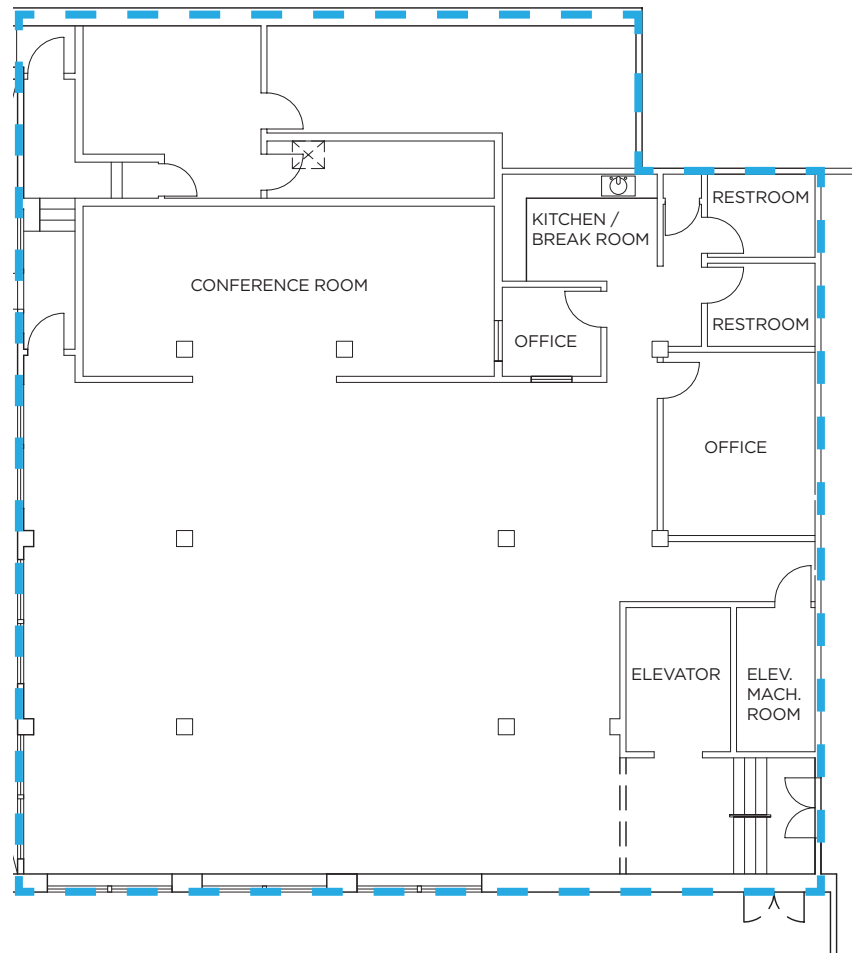 RESTROOM
KITCHEN /
BREAK ROOM
CONFERENCE ROOM
RESTROOM
OFFICE
OFFICE
ELEVATOR
ELEV.
MACH.
ROOM